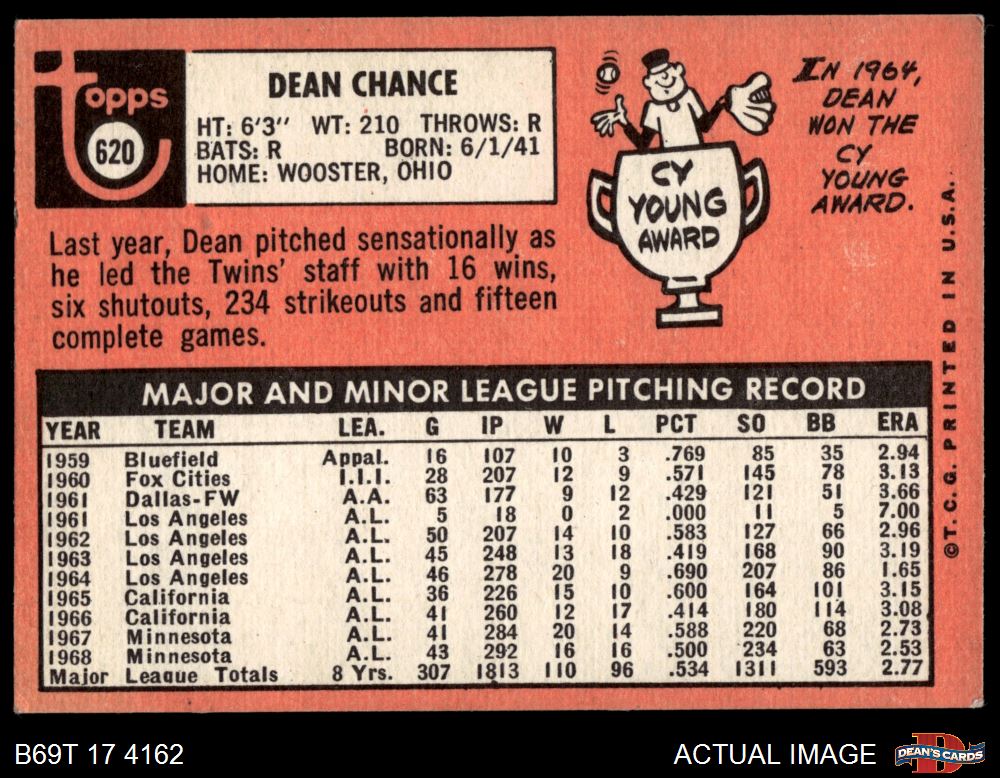 topps
620
DEAN CHANCE
HT: 6'3" WT: 210 THROWS: R
BATS: R BORN: 6/1/41
HOME: WOOSTER, OHIO
Last year, Dean pitched sensationally as
he led the Twins' staff with 16 wins,
six shutouts, 234 strikeouts and fifteen
complete games.
CY
YOUNG
AWARD
IN 1964,
DEAN
WON THE
CY
YOUNG
AWARD.
©T.C.G. PRINTED IN U.S.A.
MAJOR AND MINOR LEAGUE PITCHING RECORD
YEAR TEAM LEA. G IP W L PCT SO BB ERA
1959 Bluefield Appal. 16 107 10 3 .769 85 35 2.94
1960 Fox Cities I.I.I. 28 207 12 9 .571 145 78 3.13
1961 Dallas-FW A.A. 63 177 9 12 .429 121 51 3.66
1961 Los Angeles A.L. 5 18 0 2 .000 11 5 7.00
1962 Los Angeles A.L. 50 207 14 10 .583 127 66 2.96
1963 Los Angeles A.L. 45 248 13 18 .419 168 90 3.19
1964 Los Angeles A.L. 46 278 20 9 .690 207 86 1.65
1965 California A.L. 36 226 15 10 .600 164 101 3.15
1966 California A.L. 41 260 12 17 .414 180 114 3.08
1967 Minnesota A.L. 41 284 20 14 .588 220 68 2.73
1968 Minnesota A.L. 43 292 16 16 .500 234 63 2.53
Major League Totals 8 Yrs. 307 1813 110 96 .534 1311 593 2.77
B69T 17 4162
ACTUAL IMAGE
DEAN'S CARDS